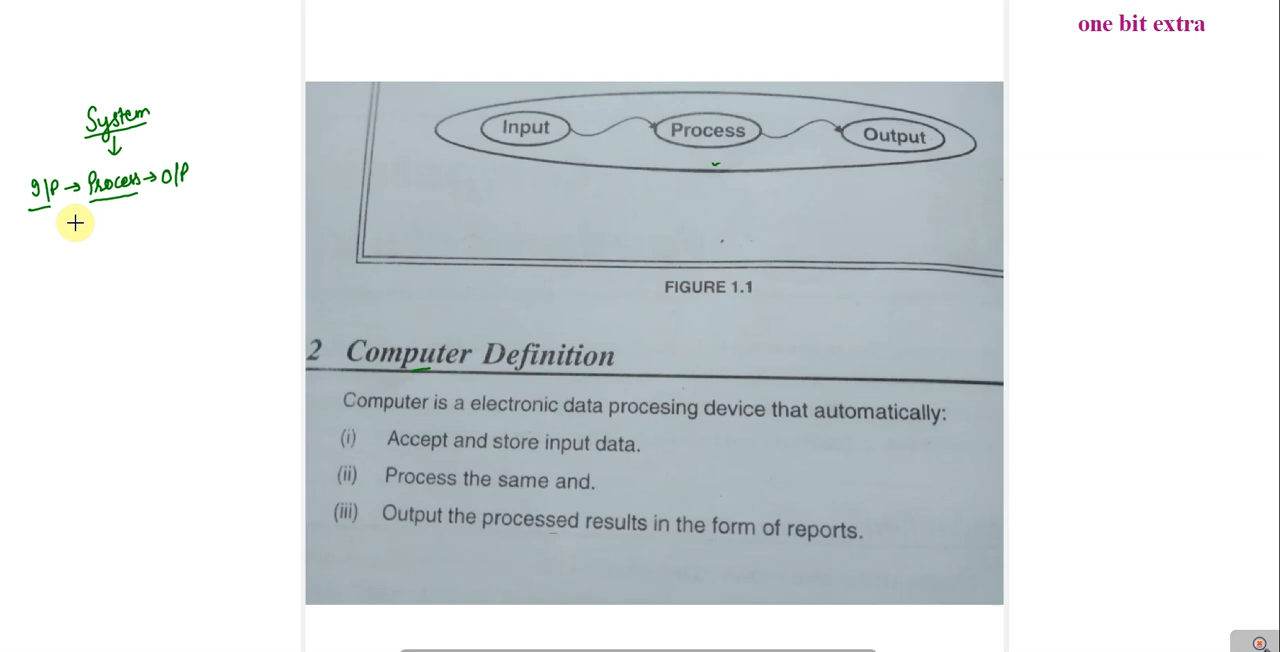 one bit extra
System
I/P → Process → O/P
Input Process Output
FIGURE 1.1
2 Computer Definition
Computer is a electronic data procesing device that automatically:
(i) Accept and store input data.
(ii) Process the same and.
(iii) Output the processed results in the form of reports.